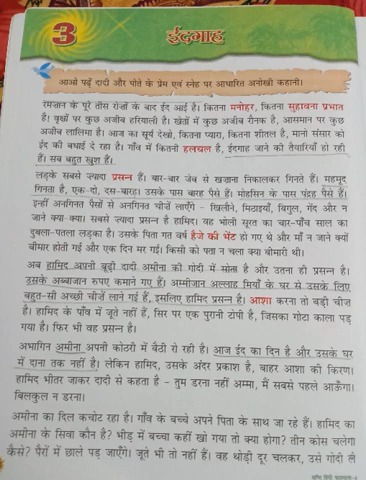 3
ईदगाह
आओ पढ़ें दादी और पोते के प्रेम एवं स्नेह पर आधारित अनोखी कहानी।
रमजान के पूरे तीस रोज़ों के बाद ईद आई है। कितना मनोहर, कितना सुहावना प्रभात
है! वृक्षों पर कुछ अजीब हरियाली है। खेतों में कुछ अजीब रौनक है, आसमान पर कुछ
अजीब लालिमा है। आज का सूर्य देखो, कितना प्यारा, कितना शीतल है, मानो संसार को
ईद की बधाई दे रहा है। गाँव में कितनी हलचल है, ईदगाह जाने की तैयारियाँ हो रही
हैं। सब बहुत खुश हैं।
लड़के सबसे ज़्यादा प्रसन्न हैं। बार-बार जेब से खज़ाना निकालकर गिनते हैं। महमूद
गिनता है, एक-दो, दस-बारह। उसके पास बारह पैसे हैं। मोहसिन के पास पंद्रह पैसे हैं।
इन्हीं अनगिनत पैसों से अनगिनत चीज़ें लाएँगे - खिलौने, मिठाइयाँ, बिगुल, गेंद और न
जाने क्या-क्या। सबसे ज़्यादा प्रसन्न है हामिद। वह भोली सूरत का चार-पाँच साल का
दुबला-पतला लड़का है। उसके पिता गत वर्ष हैजे की भेंट हो गए थे और माँ न जाने क्यों
बीमार होती गई और एक दिन मर गई। किसी को पता न चला क्या बीमारी थी।
अब हामिद अपनी बूढ़ी दादी अमीना की गोदी में सोता है और उतना ही प्रसन्न है।
उसके अब्बाजान रुपए कमाने गए हैं। अम्मीजान अल्लाह मियाँ के घर से उसके लिए
बहुत-सी अच्छी चीज़ें लाने गई हैं, इसलिए हामिद प्रसन्न है। आशा करना तो बड़ी चीज़
है। हामिद के पाँव में जूते नहीं हैं, सिर पर एक पुरानी टोपी है, जिसका गोटा काला पड़
गया है। फिर भी वह प्रसन्न है।
अभागिन अमीना अपनी कोठरी में बैठी रो रही है। आज ईद का दिन है और उसके घर
में दाना तक नहीं है। लेकिन हामिद, उसके अंदर प्रकाश है, बाहर आशा की किरण।
हामिद भीतर जाकर दादी से कहता है - तुम डरना नहीं अम्मा, मैं सबसे पहले आऊँगा।
बिलकुल न डरना।
अमीना का दिल कचोट रहा है। गाँव के बच्चे अपने पिता के साथ जा रहे हैं। हामिद का
अमीना के सिवा कौन है? भीड़ में बच्चा कहीं खो गया तो क्या होगा? तीन कोस चलेगा
कैसे? पैरों में छाले पड़ जाएँगे। जूते भी तो नहीं हैं। वह थोड़ी दूर चलकर, उसे गोदी ले